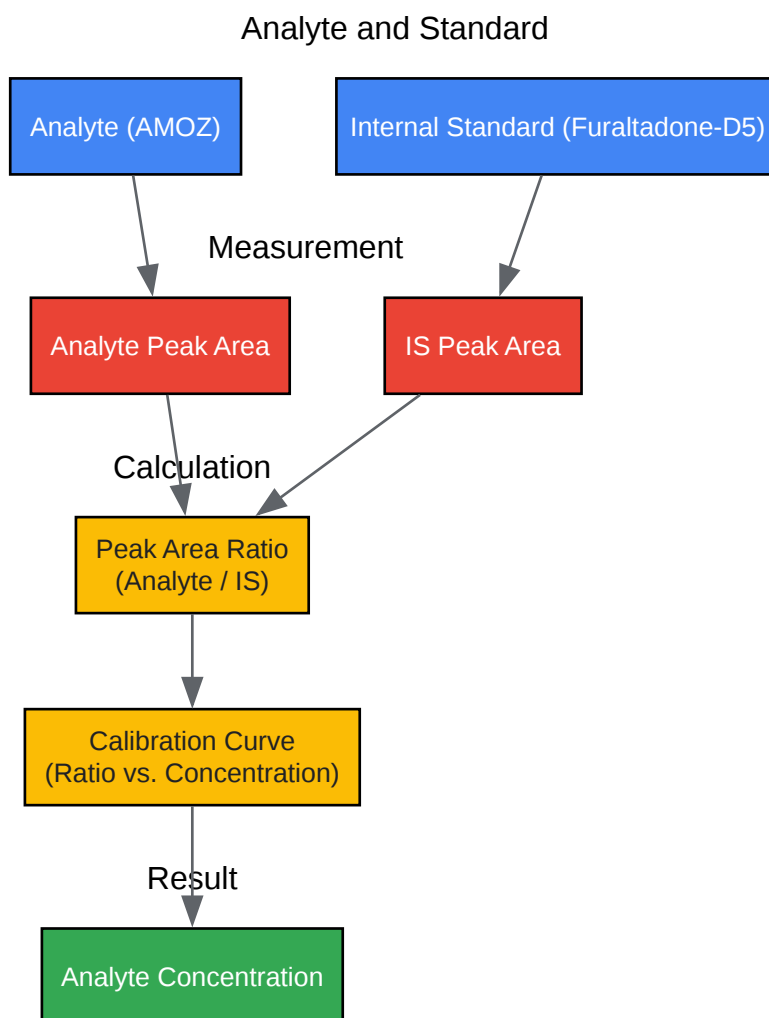 Analyte and Standard
Analyte (AMOZ)
Internal Standard (Furaltadone-D5)
Measurement
Analyte Peak Area
IS Peak Area
Calculation
Peak Area Ratio
(Analyte / IS)
Calibration Curve
(Ratio vs. Concentration)
Result
Analyte Concentration